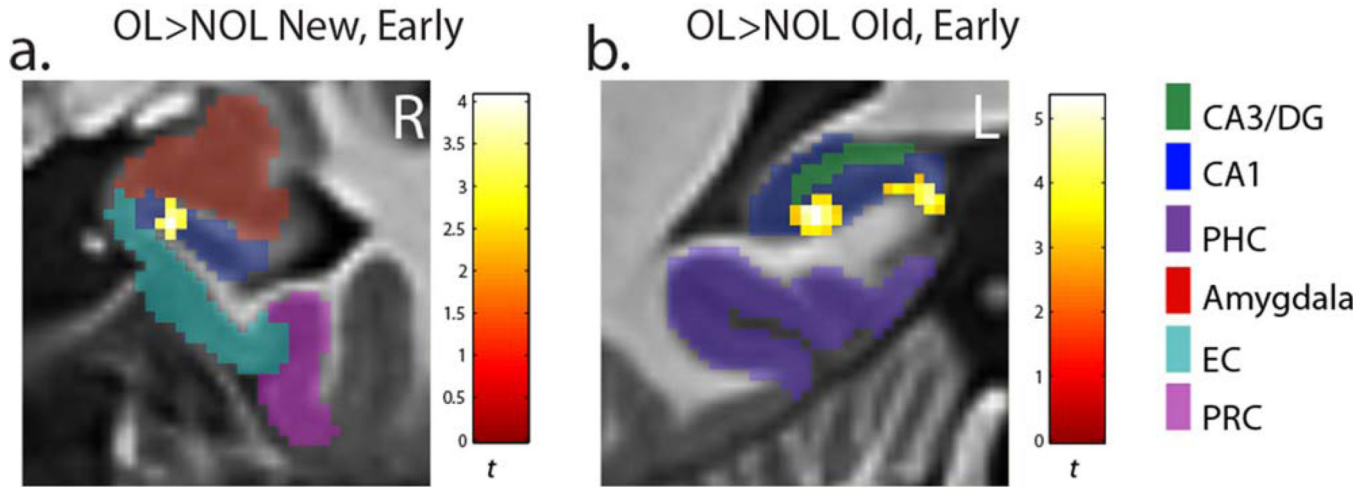 OL>NOL New, Early
OL>NOL Old, Early
a.
b.
R
L
4
3.5
3
2.5
2
1.5
1
0.5
0
t
5
4
3
2
1
0
t
CA3/DG
CA1
PHC
Amygdala
EC
PRC